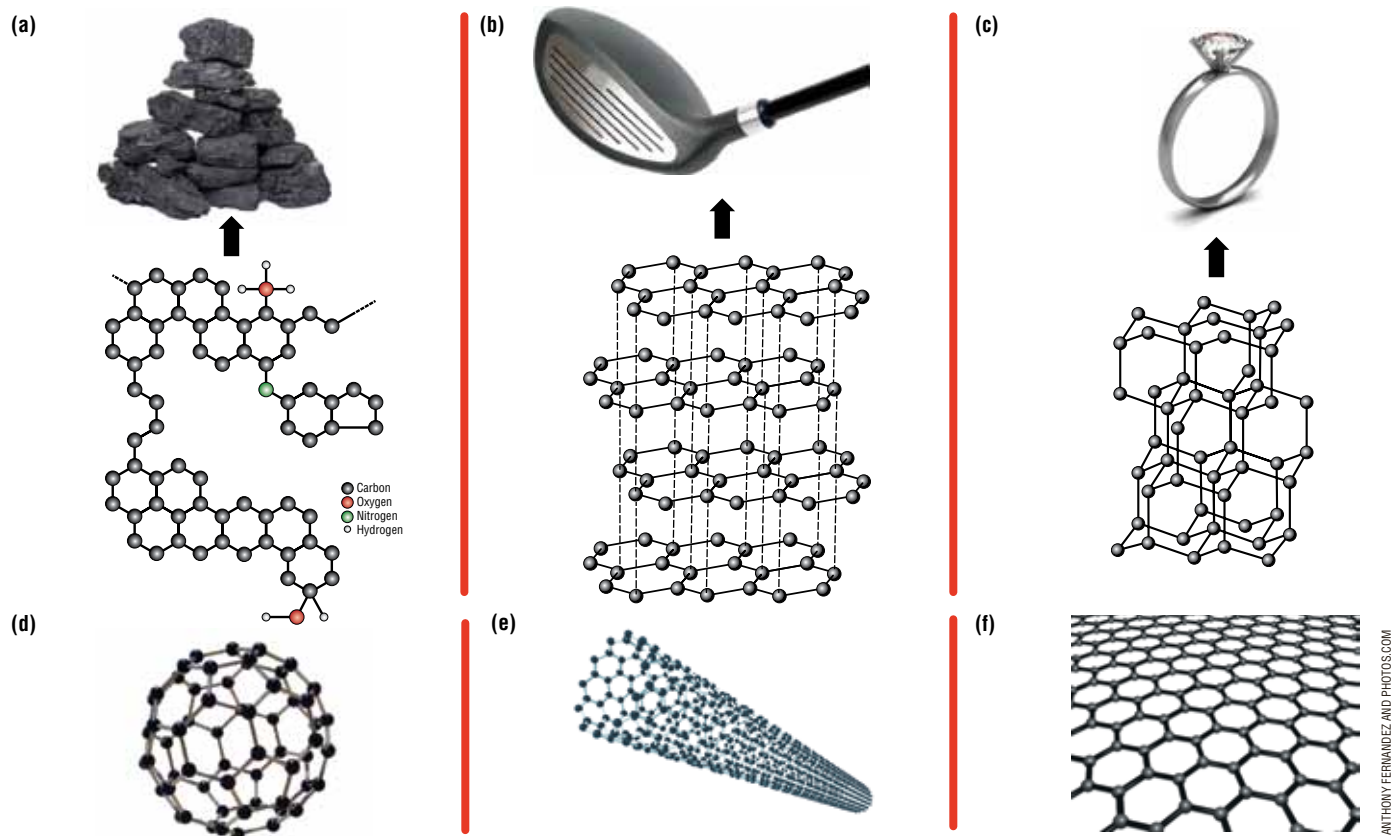 (a)
(b)
(c)
Carbon
Oxygen
Nitrogen
Hydrogen
(d)
(e)
(f)
ANTHONY FERNANDEZ AND PHOTOS.COM